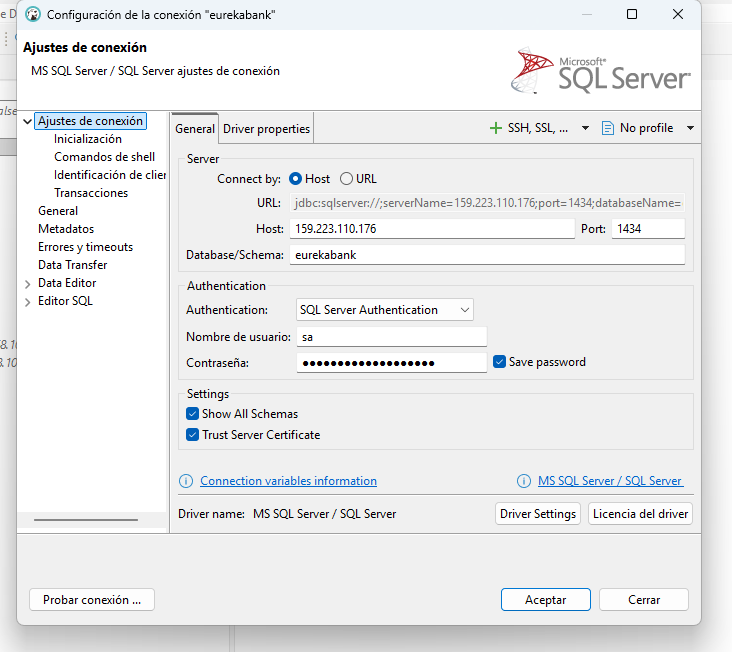 Configuración de la conexión "eurekabank"
Ajustes de conexión
MS SQL Server / SQL Server ajustes de conexión
Microsoft®
SQL Server
Ajustes de conexión
Inicialización
Comandos de shell
Identificación de clier
Transacciones
General
Metadatos
Errores y timeouts
Data Transfer
Data Editor
Editor SQL
General
Driver properties
SSH, SSL, ...
No profile
Server
Connect by: Host URL
URL: jdbc:sqlserver://;serverName=159.223.110.176;port=1434;databaseName=
Host: 159.223.110.176 Port: 1434
Database/Schema: eurekabank
Authentication
Authentication: SQL Server Authentication
Nombre de usuario: sa
Contraseña: ●●●●●●●●●●●●●●●●●●● Save password
Settings
Show All Schemas
Trust Server Certificate
Connection variables information
MS SQL Server / SQL Server
Driver name: MS SQL Server / SQL Server
Driver Settings
Licencia del driver
Probar conexión ...
Aceptar
Cerrar